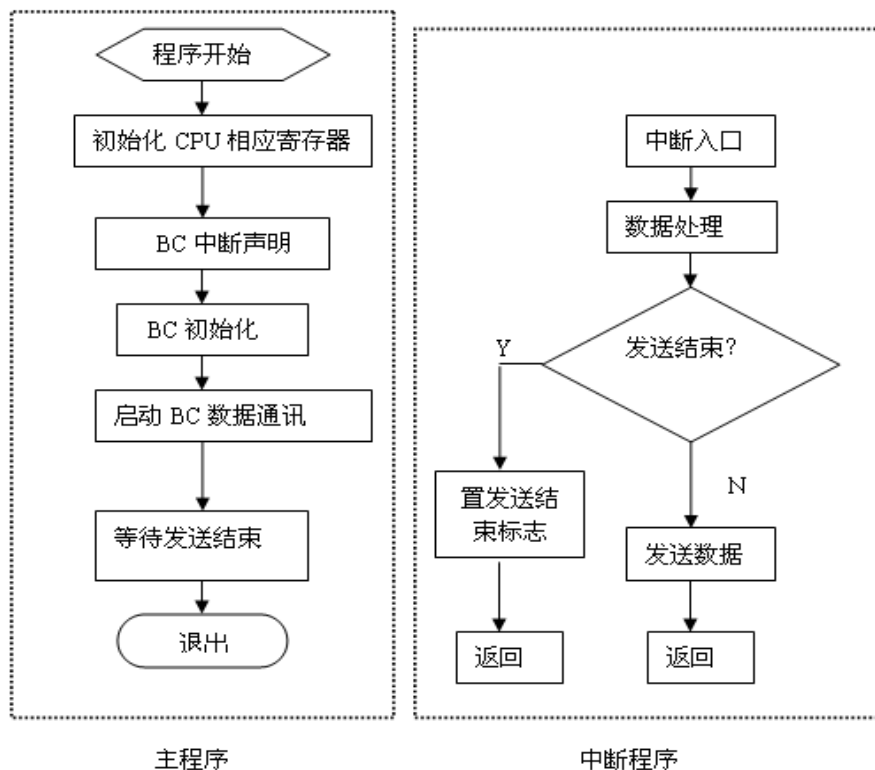 程序开始
初始化 CPU 相应寄存器
BC 中断声明
BC 初始化
启动 BC 数据通讯
等待发送结束
退出
主程序
中断入口
数据处理
发送结束?
Y
N
置发送结
束标志
发送数据
返回
返回
中断程序